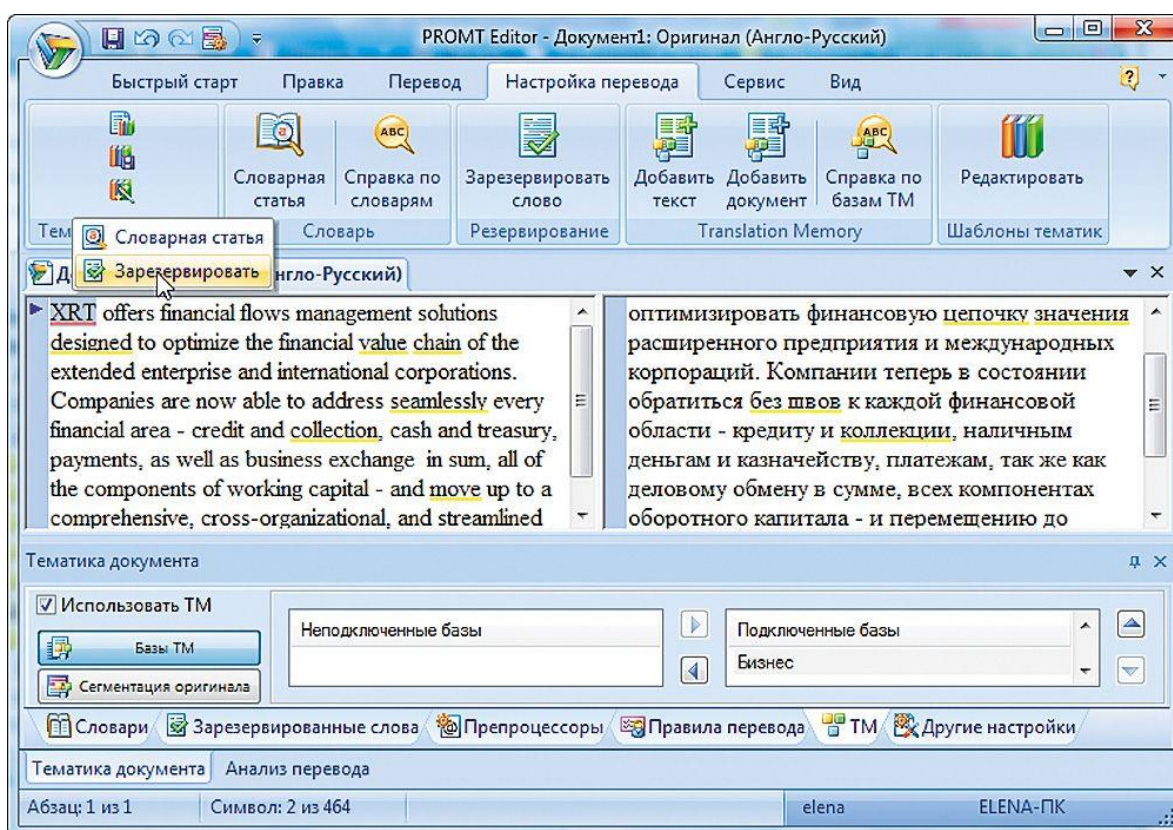 PROMT Editor - Документ1: Оригинал (Англо-Русский)
Быстрый старт Правка Перевод Настройка перевода Сервис Вид
Словарная статья
Справка по словарям
Зарезервировать слово
Добавить текст
Добавить документ
Справка по базам ТМ
Редактировать
Тем Словарь Резервирование Translation Memory Шаблоны тематик
Словарная статья
Зарезервировать
нгло-Русский)
XRT offers financial flows management solutions
designed to optimize the financial value chain of the
extended enterprise and international corporations.
Companies are now able to address seamlessly every
financial area - credit and collection, cash and treasury,
payments, as well as business exchange in sum, all of
the components of working capital - and move up to a
comprehensive, cross-organizational, and streamlined
оптимизировать финансовую цепочку значения
расширенного предприятия и международных
корпораций. Компании теперь в состоянии
обратиться без швов к каждой финансовой
области - кредиту и коллекции, наличным
деньгам и казначейству, платежам, так же как
деловому обмену в сумме, всех компонентах
оборотного капитала - и перемещению до
Тематика документа
Использовать ТМ
Базы ТМ
Сегментация оригинала
Неподключенные базы
Подключенные базы
Бизнес
Словари Зарезервированные слова Препроцессоры Правила перевода ТМ Другие настройки
Тематика документа Анализ перевода
Абзац: 1 из 1 Символ: 2 из 464 elena ELENA-ПК